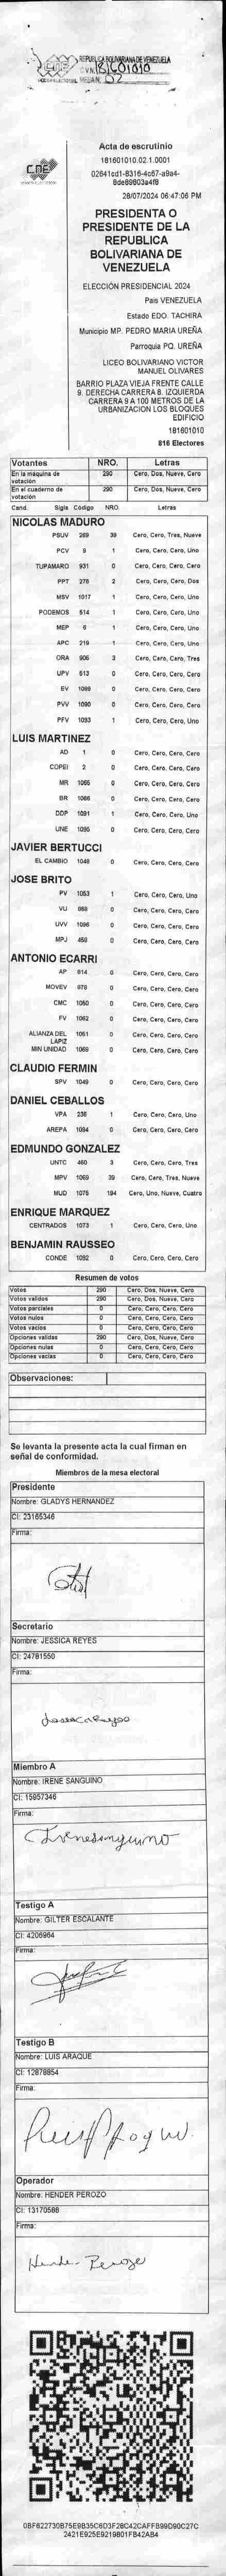 REPUBLICA BOLIVARIANA DE VENEZUELA
181601010
MESA N. 02
CNE
Acta de escrutinio
181601010.02.1.0001
02641cd1-8316-4c67-a9a4-
28/07/2024 06:47:06 PM
PRESIDENTA O
PRESIDENTE DE LA
REPUBLICA
BOLIVARIANA DE
VENEZUELA
ELECCIÓN PRESIDENCIAL 2024
Pais VENEZUELA
Estado EDO. TACHIRA
Municipio MP. PEDRO MARIA UREÑA
Parroquia PQ. UREÑA
LICEO BOLIVARIANO VICTOR
MANUEL OLIVARES
BARRIO PLAZA VIEJA FRENTE CALLE
9. DERECHA CARRERA 8. IZQUIERDA
CARRERA 9 A 100 METROS DE LA
URBANIZACION LOS BLOQUES
EDIFICIO
181601010
816 Electores
Votantes NRO. Letras
En la maquina de votación 290 Cero, Dos, Nueve, Cero
En el cuaderno de votación 290 Cero, Dos, Nueve, Cero
Cand. Sigla Código NRO. Letras
NICOLAS MADURO
PSUV 269 39 Cero, Cero, Tres, Nueve
PCV 9 1 Cero, Cero, Cero, Uno
TUPAMARO 931 0 Cero, Cero, Cero, Cero
PPT 278 2 Cero, Cero, Cero, Dos
MSV 1017 1 Cero, Cero, Cero, Uno
PODEMOS 514 1 Cero, Cero, Cero, Uno
MEP 6 1 Cero, Cero, Cero, Uno
APC 219 1 Cero, Cero, Cero, Uno
ORA 906 3 Cero, Cero, Cero, Tres
UPV 513 0 Cero, Cero, Cero, Cero
EV 1089 0 Cero, Cero, Cero, Cero
PVV 1090 0 Cero, Cero, Cero, Cero
PFV 1093 1 Cero, Cero, Cero, Uno
LUIS MARTINEZ
AD 1 0 Cero, Cero, Cero, Cero
COPEI 2 0 Cero, Cero, Cero, Cero
MR 1065 0 Cero, Cero, Cero, Cero
BR 1066 0 Cero, Cero, Cero, Cero
DDP 1091 1 Cero, Cero, Cero, Uno
UNE 1095 0 Cero, Cero, Cero, Cero
JAVIER BERTUCCI
EL CAMBIO 1048 0 Cero, Cero, Cero, Cero
JOSE BRITO
PV 1053 1 Cero, Cero, Cero, Uno
VU 868 0 Cero, Cero, Cero, Cero
UVV 1096 0 Cero, Cero, Cero, Cero
MPJ 458 0 Cero, Cero, Cero, Cero
ANTONIO ECARRI
AP 814 0 Cero, Cero, Cero, Cero
MOVEV 878 0 Cero, Cero, Cero, Cero
CMC 1050 0 Cero, Cero, Cero, Cero
FV 1062 0 Cero, Cero, Cero, Cero
ALIANZA DEL LAPIZ 1051 0 Cero, Cero, Cero, Cero
MIN UNIDAD 1069 0 Cero, Cero, Cero, Cero
CLAUDIO FERMIN
SPV 1049 0 Cero, Cero, Cero, Cero
DANIEL CEBALLOS
VPA 236 1 Cero, Cero, Cero, Uno
AREPA 1094 0 Cero, Cero, Cero, Cero
EDMUNDO GONZALEZ
UNTC 460 3 Cero, Cero, Cero, Tres
MPV 1069 39 Cero, Cero, Tres, Nueve
MUD 1075 194 Cero, Uno, Nueve, Cuatro
ENRIQUE MARQUEZ
CENTRADOS 1073 1 Cero, Cero, Cero, Uno
BENJAMIN RAUSSEO
CONDE 1092 0 Cero, Cero, Cero, Cero
Resumen de votos
Votos 290 Cero, Dos, Nueve, Cero
Votos validos 290 Cero, Dos, Nueve, Cero
Votos parciales 0 Cero, Cero, Cero, Cero
Votos nulos 0 Cero, Cero, Cero, Cero
Votos vacios 0 Cero, Cero, Cero, Cero
Opciones validas 290 Cero, Dos, Nueve, Cero
Opciones nulas 0 Cero, Cero, Cero, Cero
Opciones vacias 0 Cero, Cero, Cero, Cero
Observaciones:
Se levanta la presente acta la cual firman en
señal de conformidad.
Miembros de la mesa electoral
Presidente
Nombre: GLADYS HERNANDEZ
CI: 23165346
Firma:
Secretario
Nombre: JESSICA REYES
CI: 24781550
Firma:
Miembro A
Nombre: IRENE SANGUINO
CI: 15957346
Firma:
Irenesanguino
Testigo A
Nombre: GILTER ESCALANTE
CI: 4206964
Firma:
Testigo B
Nombre: LUIS ARAQUE
CI: 12878854
Firma:
Operador
Nombre: HENDER PEROZO
CI: 13170588
Firma:
Hender Perozo
0BF622730B75E9B35C6D3F28C42CAFFB99D90C27C
2421E925E9219801FB42AB4